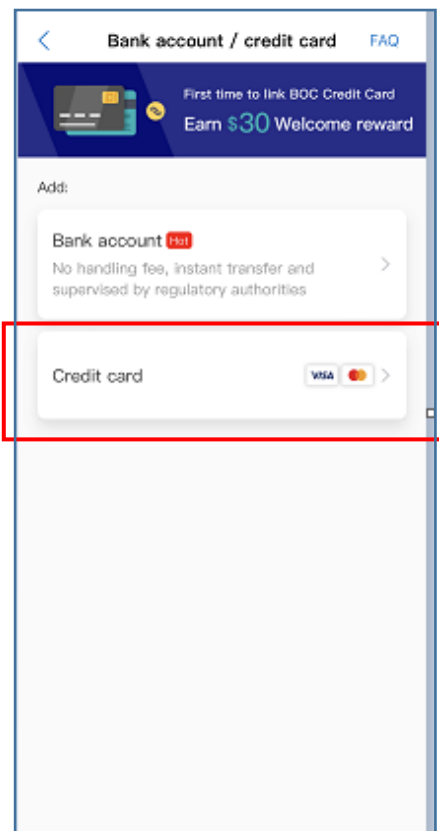 Bank account / credit card FAQ
First time to link BOC Credit Card
Earn $30 Welcome reward
Add:
Bank account Hot
No handling fee, instant transfer and
supervised by regulatory authorities
Credit card VISA